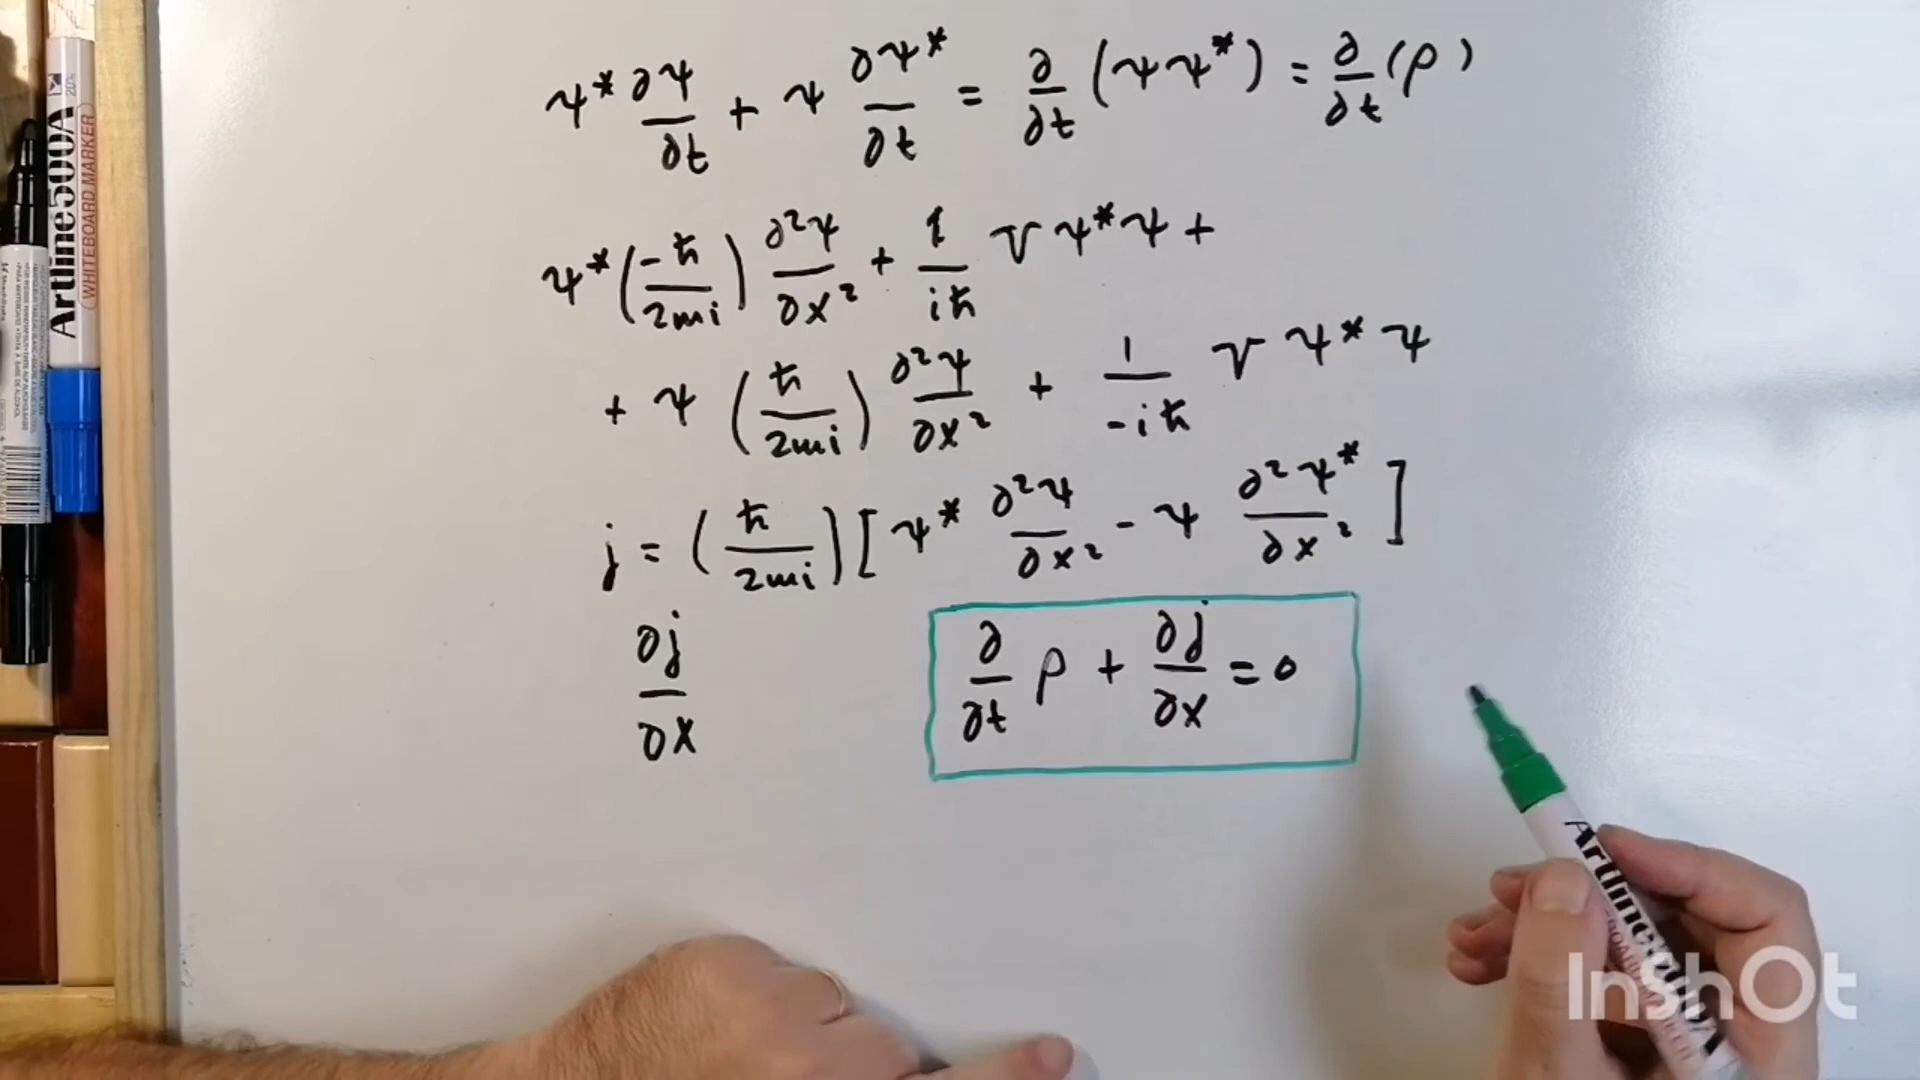 ψ* ∂ψ/∂t + ψ ∂ψ*/∂t = ∂/∂t (ψψ*) = ∂/∂t (ρ)
ψ* (-ħ/2mi) ∂²ψ/∂x² + 1/iħ V ψ*ψ +
+ ψ (ħ/2mi) ∂²ψ/∂x² + 1/-iħ V ψ*ψ
j = (ħ/2mi) [ψ* ∂²ψ/∂x² - ψ ∂²ψ*/∂x²]
∂j/∂x
∂/∂t ρ + ∂j/∂x = 0
Artline500A
WHITEBOARD MARKER
Artline
InShOt